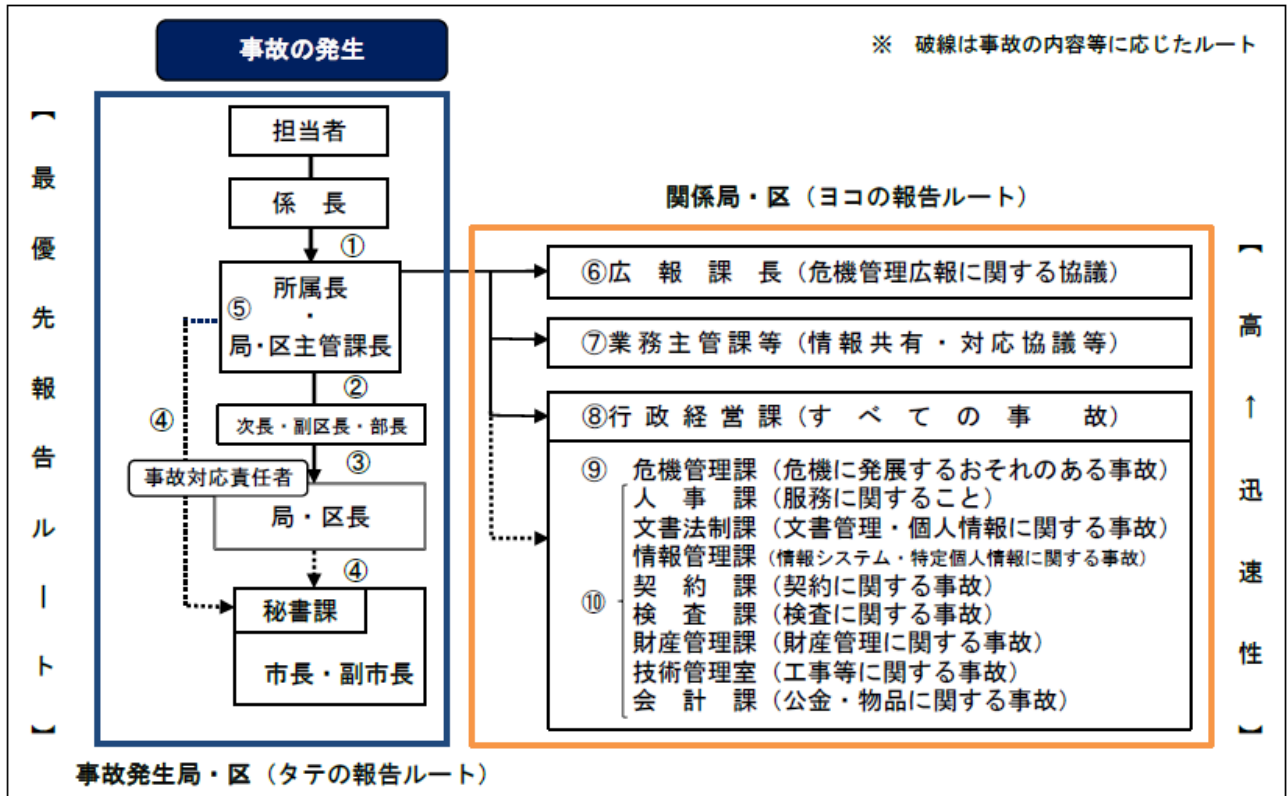 事故の発生
※ 破線は事故の内容等に応じたルート
【最優先報告ルート】
担当者
係 長
①
所属長
・
局・区主管課長
⑤
②
次長・副区長・部長
④
③
事故対応責任者
局・区長
④
秘書課
市長・副市長
事故発生局・区（タテの報告ルート）
関係局・区（ヨコの報告ルート）
⑥広 報 課 長（危機管理広報に関する協議）
⑦業務主管課等（情報共有・対応協議等）
⑧行政経営課（すべての事 故）
⑨ 危機管理課（危機に発展するおそれのある事故）
人 事 課（服務に関すること）
文書法制課（文書管理・個人情報に関する事故）
情報管理課（情報システム・特定個人情報に関する事故）
契 約 課（契約に関する事故）
⑩ 検 査 課（検査に関する事故）
財産管理課（財産管理に関する事故）
技術管理室（工事等に関する事故）
会 計 課（公金・物品に関する事故）
【高↑迅速性】